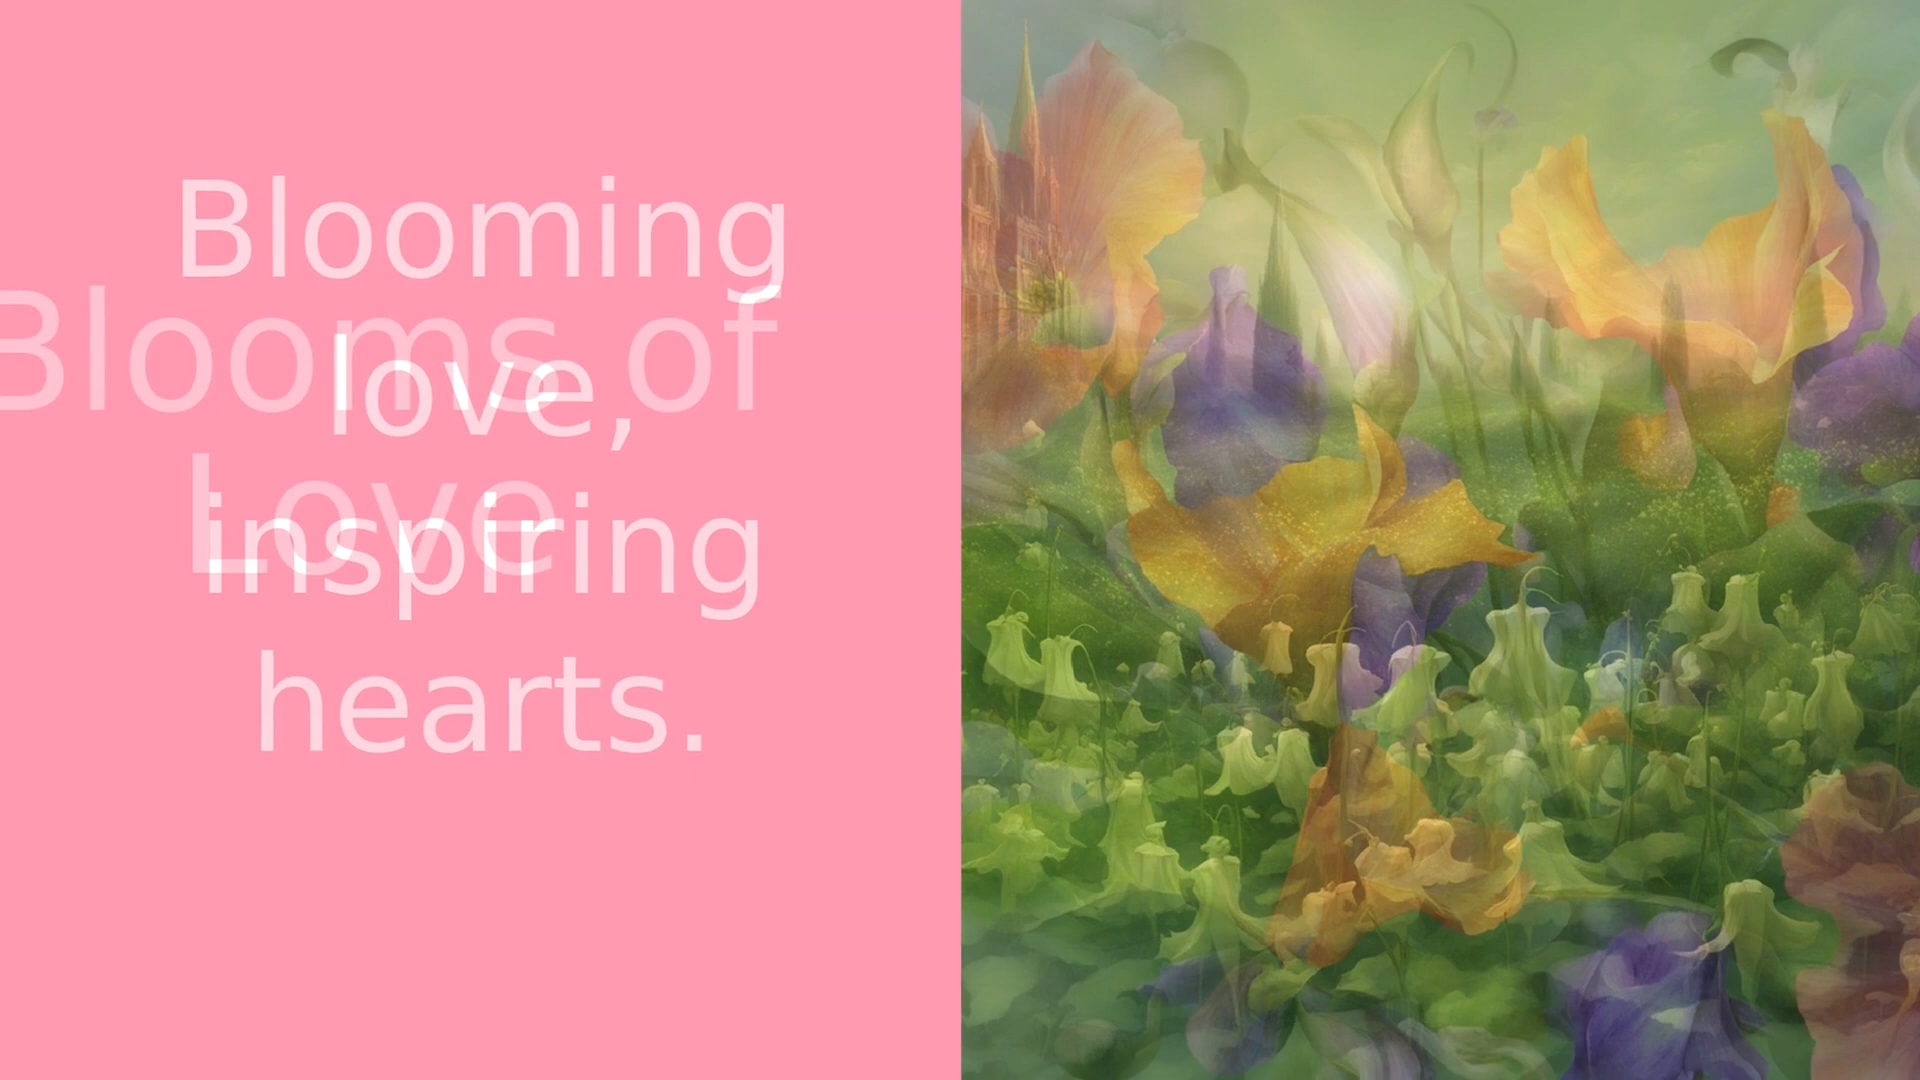 Blooming
love,
inspiring
hearts.
Blooms of
Love